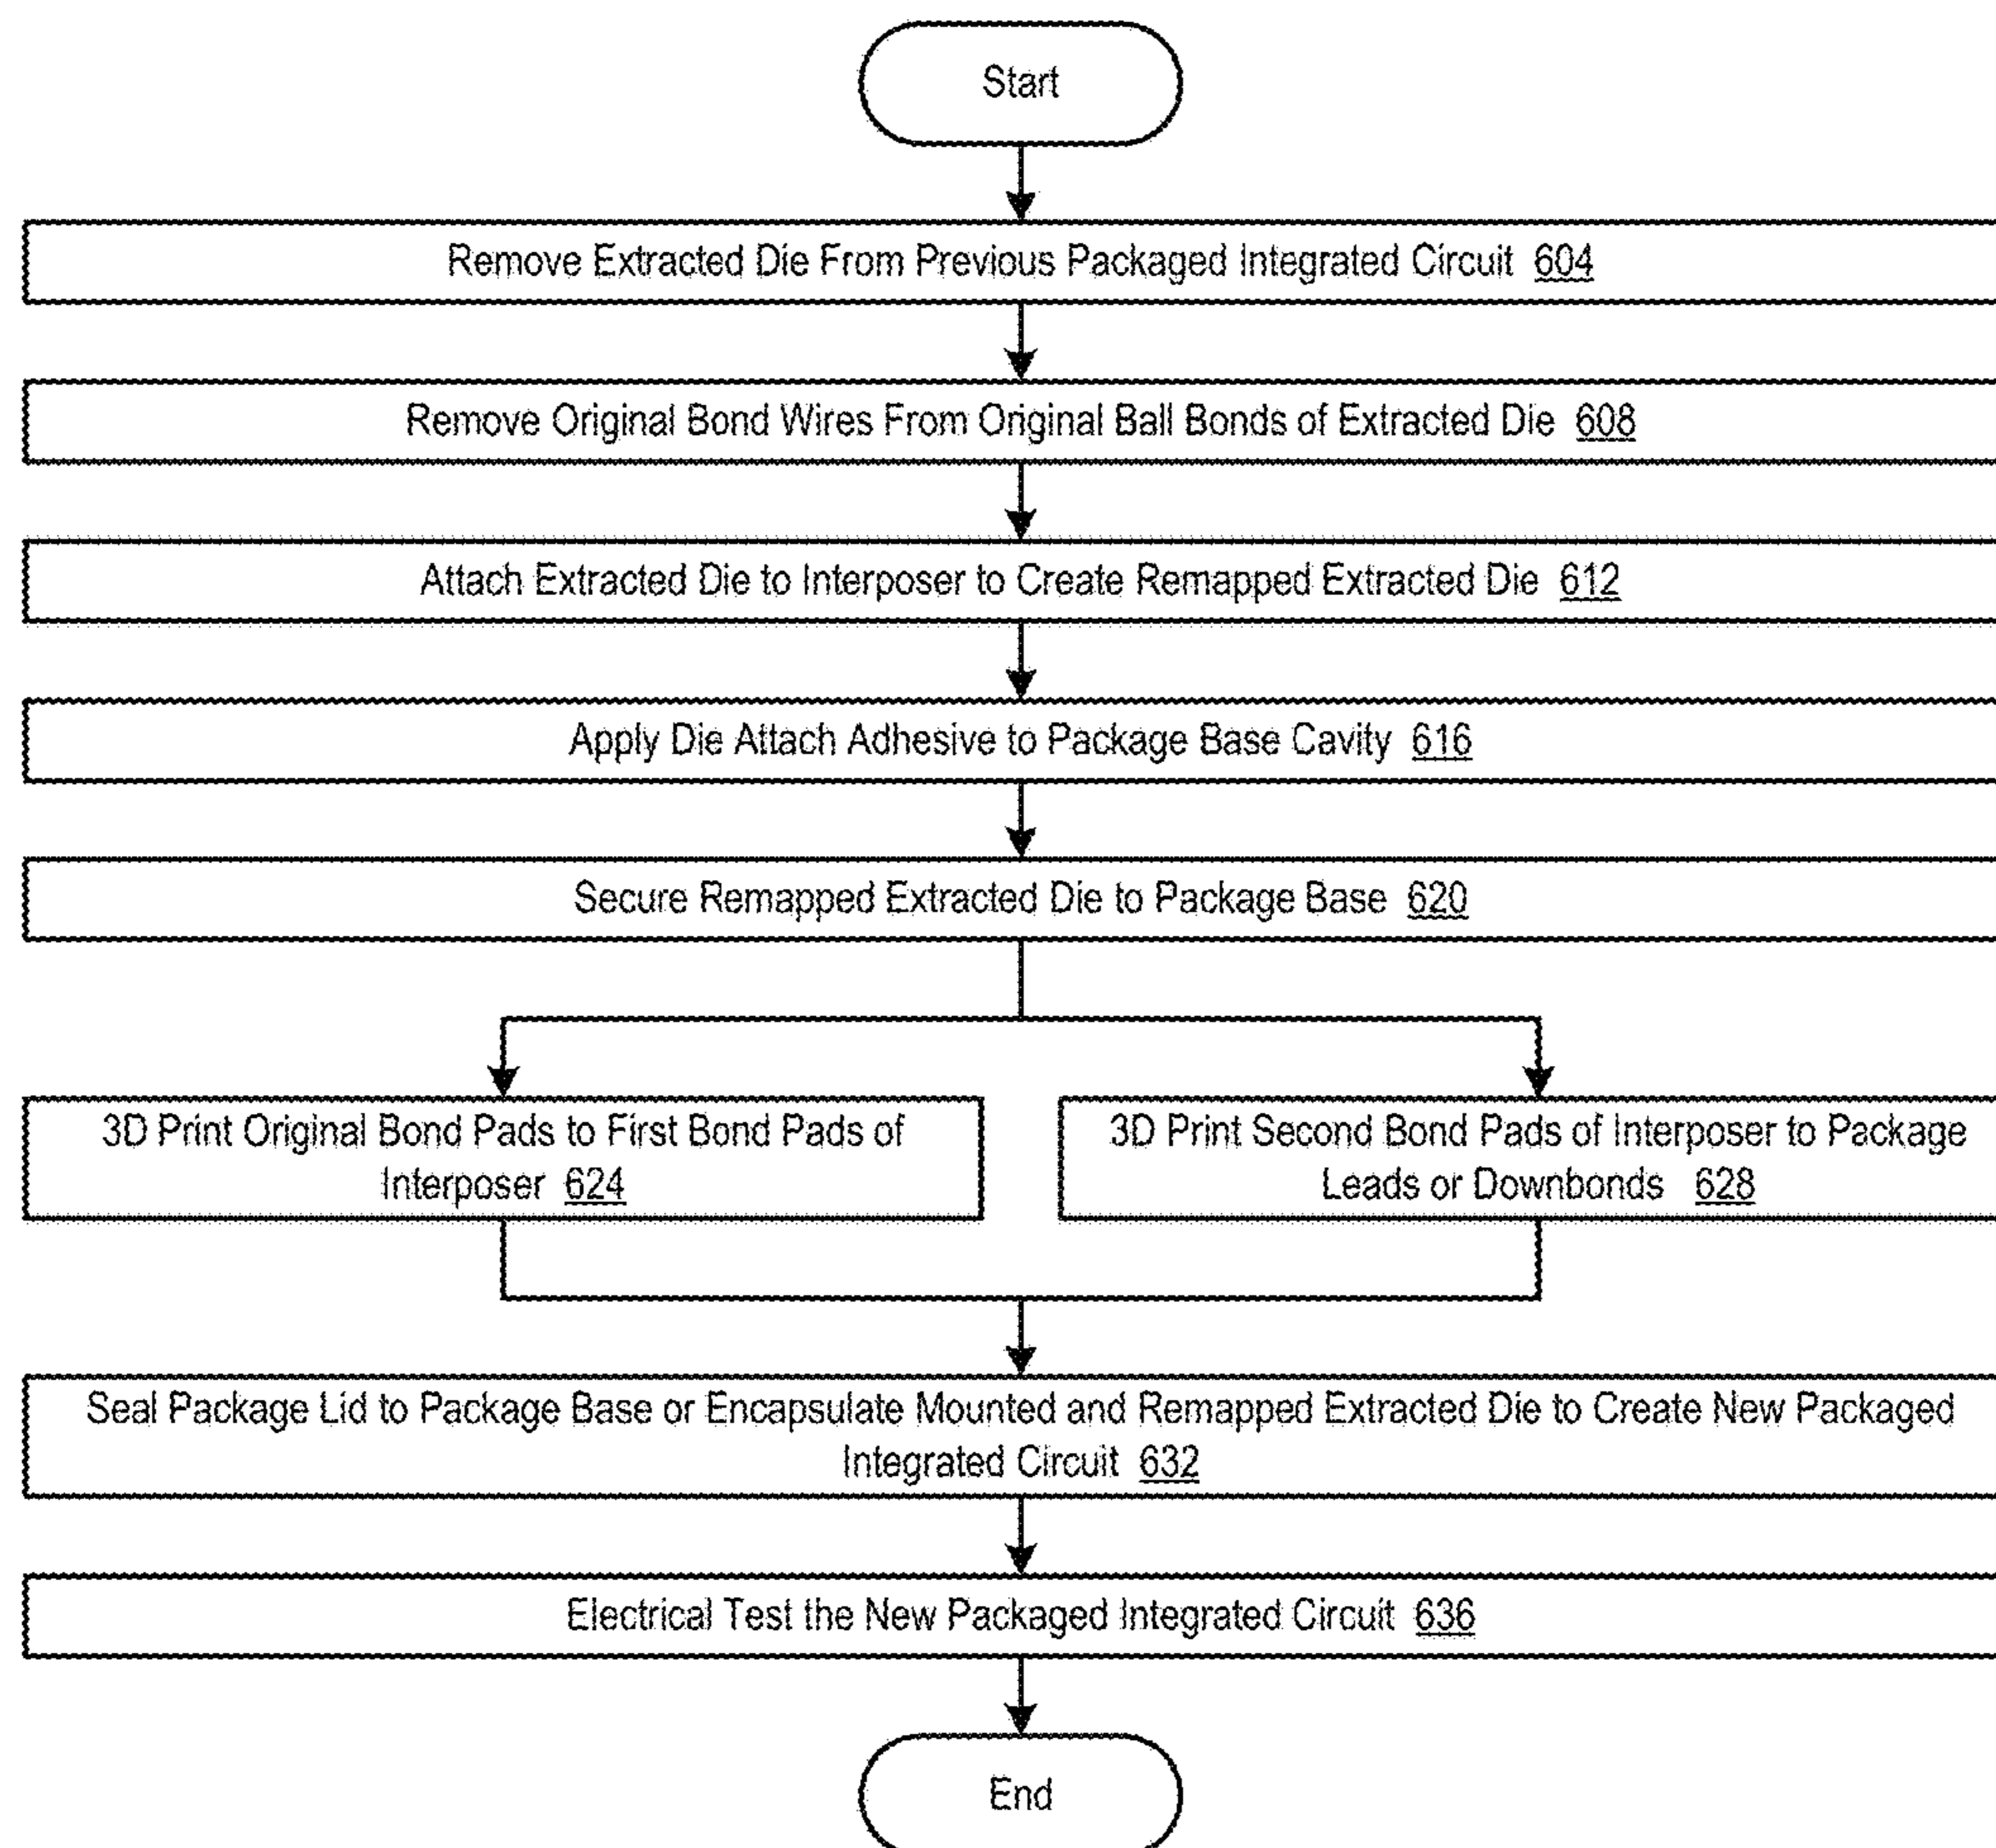 Start
Remove Extracted Die From Previous Packaged Integrated Circuit 604
Remove Original Bond Wires From Original Ball Bonds of Extracted Die 608
Attach Extracted Die to Interposer to Create Remapped Extracted Die 612
Apply Die Attach Adhesive to Package Base Cavity 616
Secure Remapped Extracted Die to Package Base 620
3D Print Original Bond Pads to First Bond Pads of
Interposer 624
3D Print Second Bond Pads of Interposer to Package
Leads or Downbonds 628
Seal Package Lid to Package Base or Encapsulate Mounted and Remapped Extracted Die to Create New Packaged
Integrated Circuit 632
Electrical Test the New Packaged Integrated Circuit 636
End